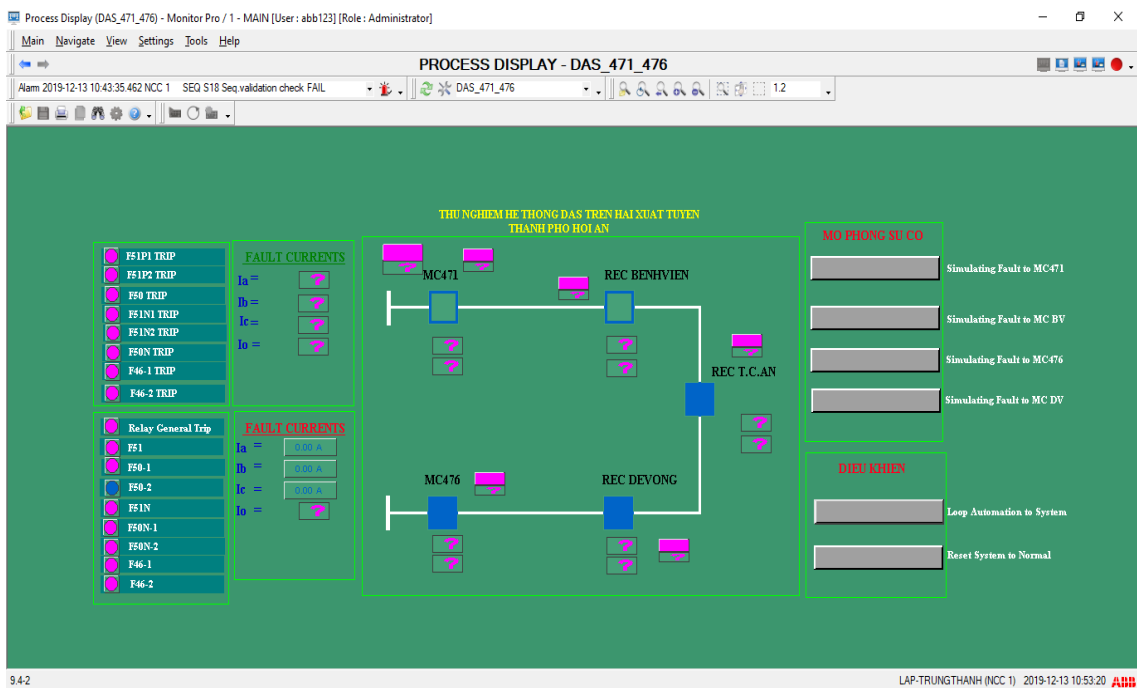 Process Display (DAS_471_476) - Monitor Pro / 1 - MAIN [User : abb123] [Role : Administrator]
Main Navigate View Settings Tools Help
PROCESS DISPLAY - DAS_471_476
Alarm 2019-12-13 10:43:35.462 NCC 1 SEQ S18 Seq.validation check FAIL
DAS_471_476
1.2
THU NGHIEM HE THONG DAS TREN HAI XUAT TUYEN
THANH PHO HOI AN
F51P1 TRIP
F51P2 TRIP
F50 TRIP
F51N1 TRIP
F51N2 TRIP
F50N TRIP
F46-1 TRIP
F46-2 TRIP
FAULT CURRENTS
Ia = ?
Ib = ?
Ic = ?
Io = ?
Relay General Trip
F51
F50-1
F50-2
F51N
F50N-1
F50N-2
F46-1
F46-2
FAULT CURRENTS
Ia = 0.00 A
Ib = 0.00 A
Ic = 0.00 A
Io = ?
?
?
MC471
?
?
?
REC BENHVIEN
?
?
?
REC T.C.AN
?
?
MC476
?
?
?
REC DEVONG
?
?
?
MO PHONG SU CO
Simulating Fault to MC471
Simulating Fault to MC BV
Simulating Fault to MC476
Simulating Fault to MC DV
DIEU KHIEN
Loop Automation to System
Reset System to Normal
9.4-2
LAP-TRUNGTHANH (NCC 1) 2019-12-13 10:53:20 ABB